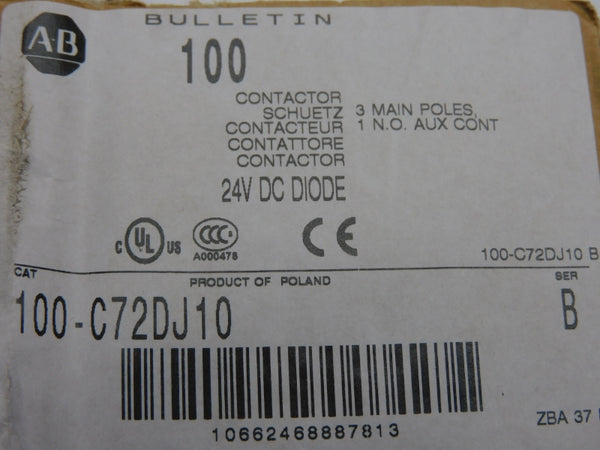 BULLETIN
AB
100
CONTACTOR
SCHUETZ 3 MAIN POLES,
CONTACTEUR 1 N.O. AUX CONT
CONTATTORE
CONTACTOR
24V DC DIODE
C UL US CCC CE
A000478
100-C72DJ10 B
CAT PRODUCT OF POLAND SER
100-C72DJ10 B
10662468887813
ZBA 37